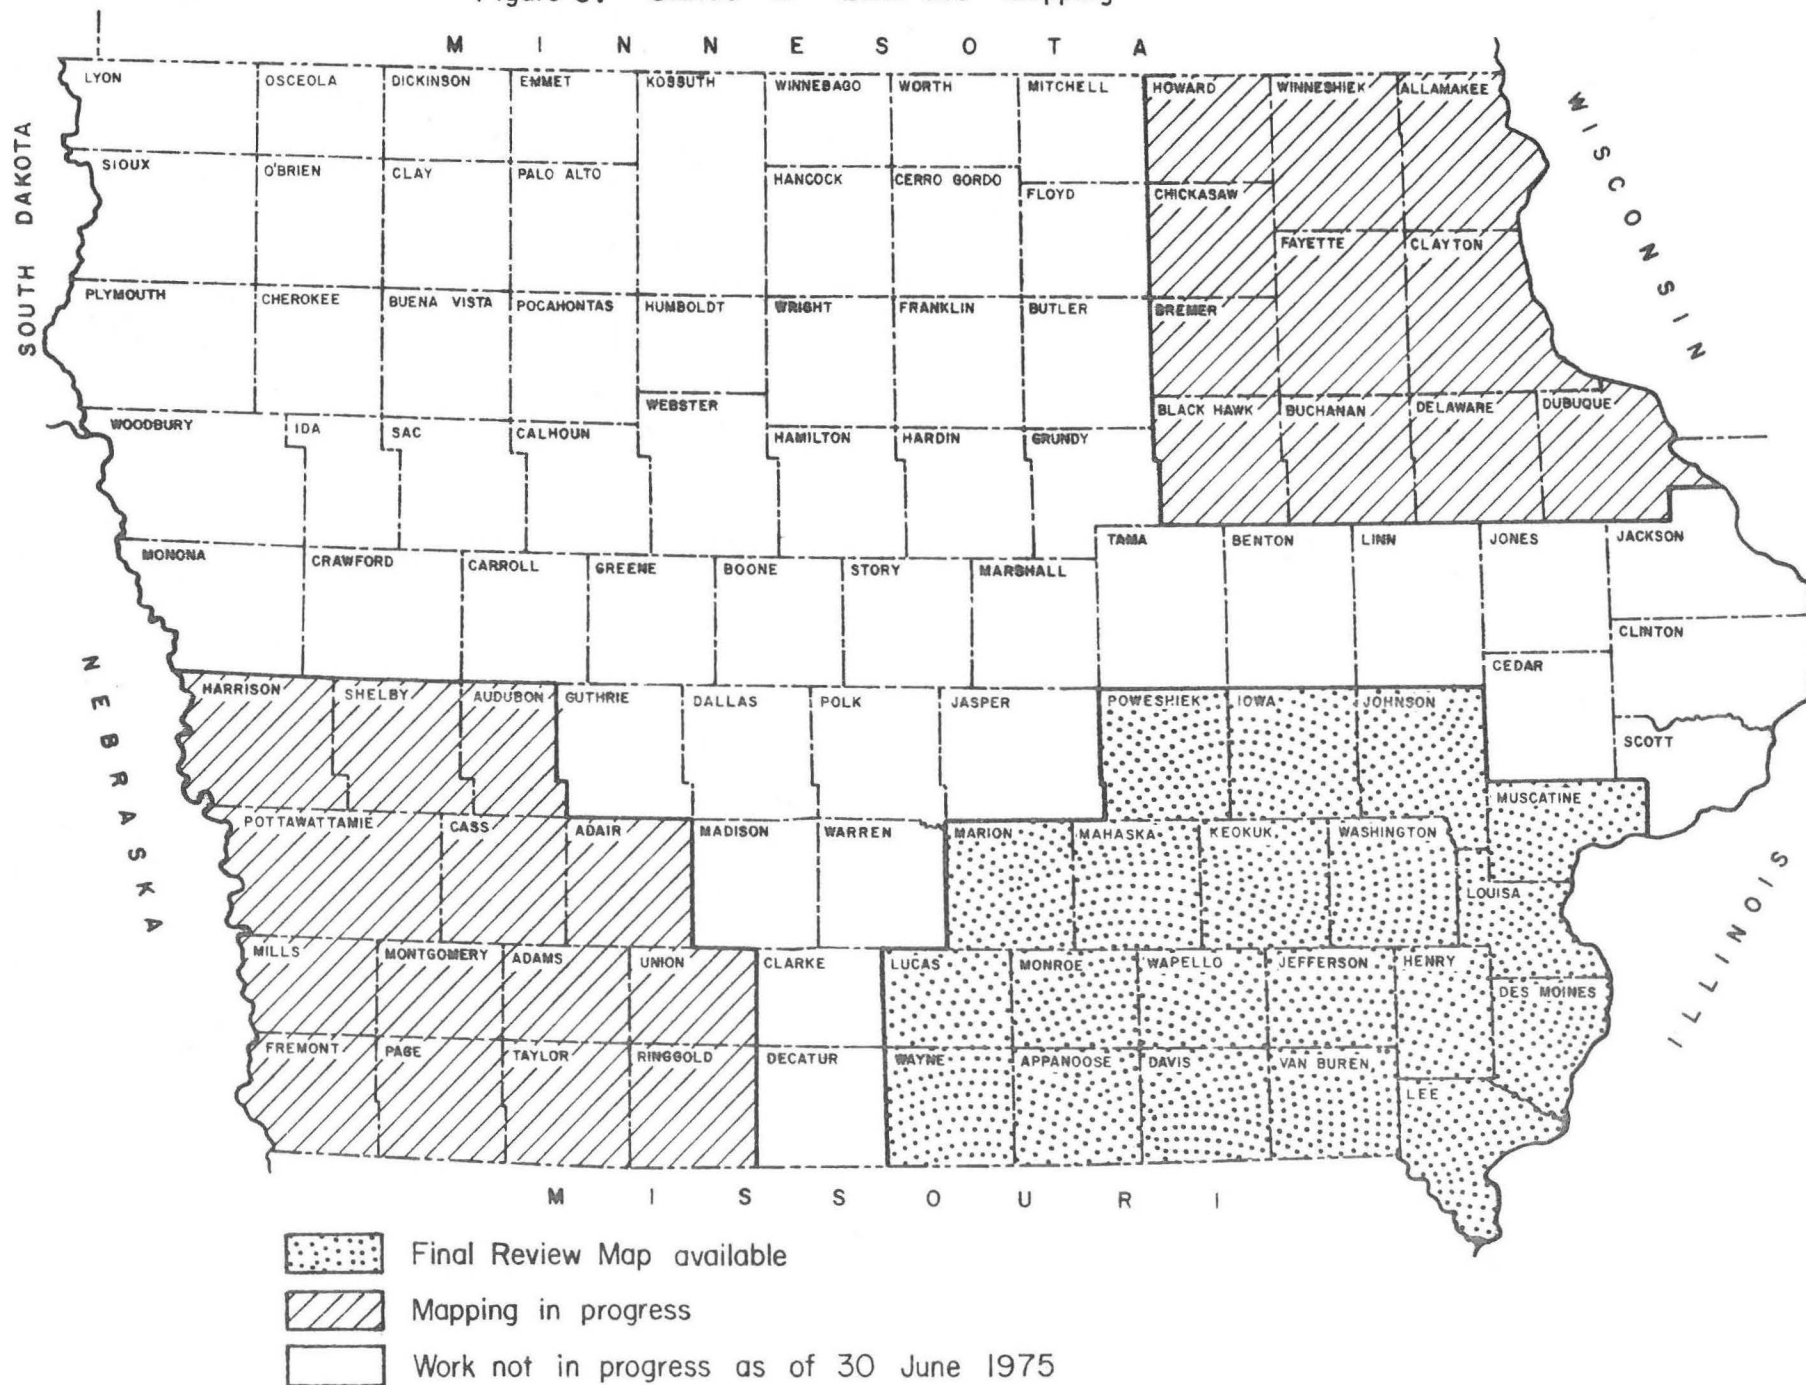 Figure
M I N N E S O T A
LYON OSCEOLA DICKINSON EMMET KOSSUTH WINNEBAGO WORTH MITCHELL HOWARD WINNESHIEK ALLAMAKEE
SIOUX O'BRIEN CLAY PALO ALTO HANCOCK CERRO GORDO FLOYD CHICKASAW
FAYETTE CLAYTON
PLYMOUTH CHEROKEE BUENA VISTA POCAHONTAS HUMBOLDT WRIGHT FRANKLIN BUTLER BREMER
WEBSTER BLACK HAWK BUCHANAN DELAWARE DUBUQUE
WOODBURY IDA SAC CALHOUN HAMILTON HARDIN GRUNDY
MONONA CRAWFORD CARROLL GREENE BOONE STORY MARSHALL TAMA BENTON LINN JONES JACKSON
CLINTON
CEDAR
HARRISON SHELBY AUDUBON GUTHRIE DALLAS POLK JASPER POWESHIEK IOWA JOHNSON
SCOTT
MUSCATINE
POTTAWATTAMIE CASS ADAIR MADISON WARREN MARION MAHASKA KEOKUK WASHINGTON
LOUISA
MILLS MONTGOMERY ADAMS UNION CLARKE LUCAS MONROE WAPELLO JEFFERSON HENRY
DES MOINES
FREMONT PAGE TAYLOR RINGGOLD DECATUR WAYNE APPANOOSE DAVIS VAN BUREN
LEE
SOUTH DAKOTA
NEBRASKA
WISCONSIN
ILLINOIS
M I S S O U R I
Final Review Map available
Mapping in progress
Work not in progress as of 30 June 1975